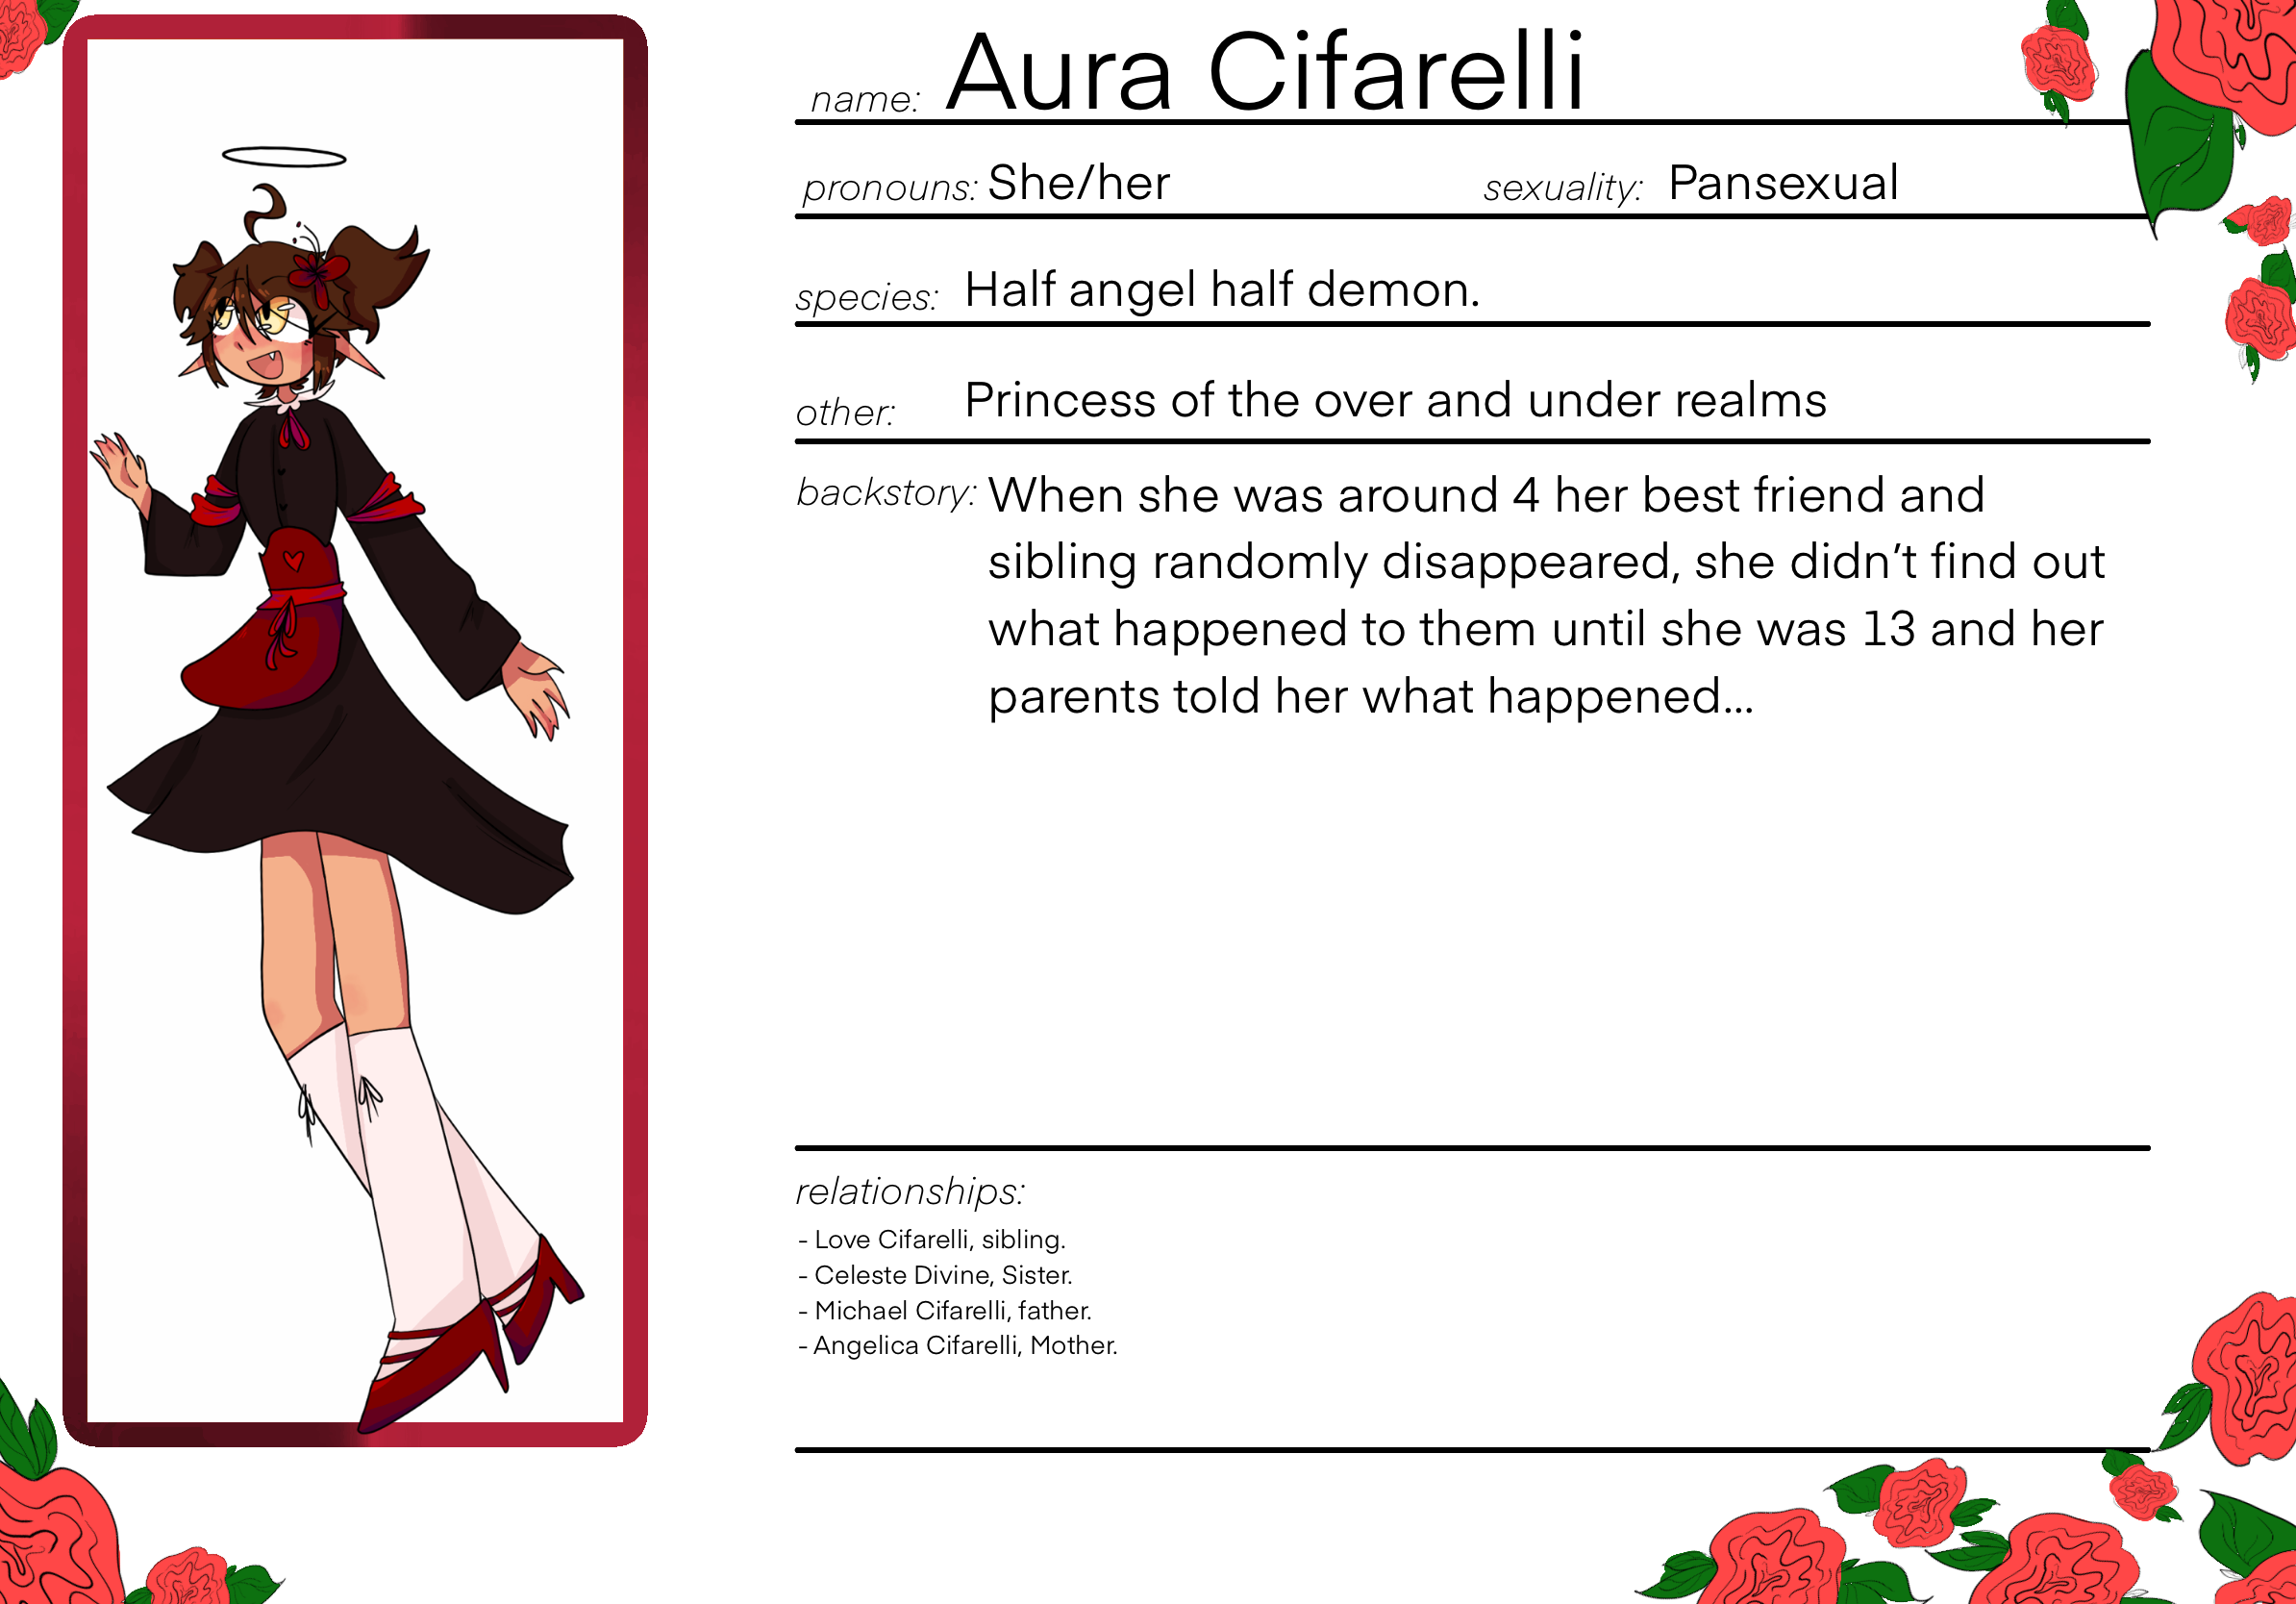 name: Aura Cifarelli
pronouns: She/her sexuality: Pansexual
species: Half angel half demon.
other: Princess of the over and under realms
backstory: When she was around 4 her best friend and
sibling randomly disappeared, she didn’t find out
what happened to them until she was 13 and her
parents told her what happened...
relationships:
- Love Cifarelli, sibling.
- Celeste Divine, Sister.
- Michael Cifarelli, father.
- Angelica Cifarelli, Mother.